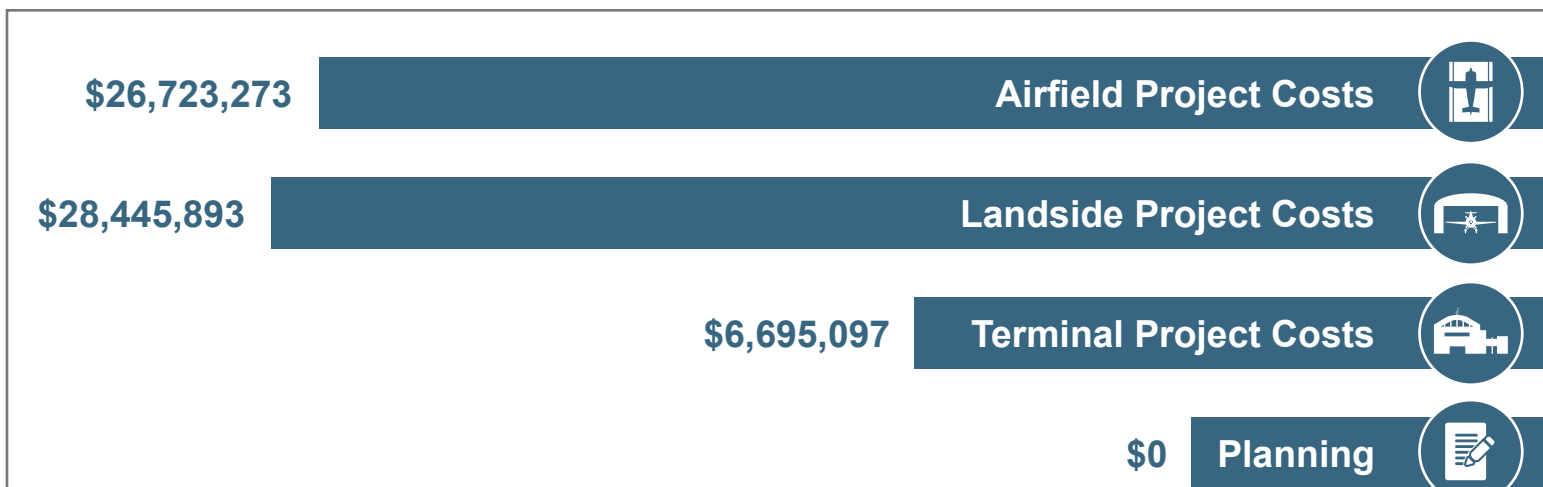 $26,723,273 Airfield Project Costs
$28,445,893 Landside Project Costs
$6,695,097 Terminal Project Costs
$0 Planning